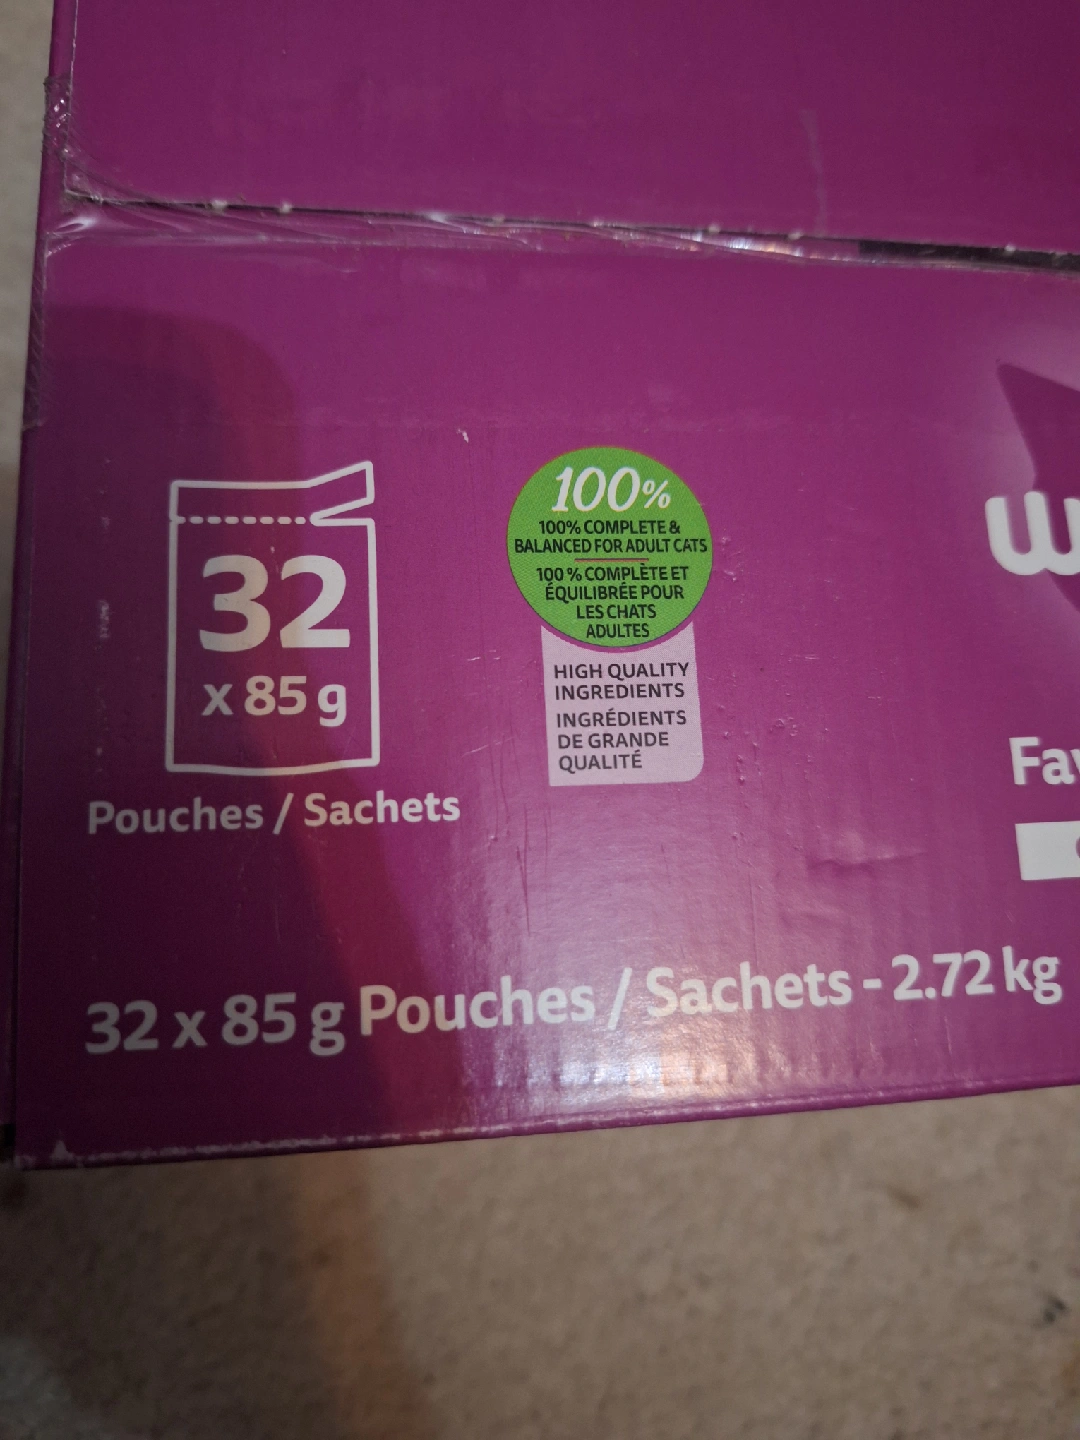 32
x 85 g
Pouches / Sachets
100%
100% COMPLETE &
BALANCED FOR ADULT CATS
100 % COMPLÈTE ET
ÉQUILIBRÉE POUR
LES CHATS
ADULTES
HIGH QUALITY
INGREDIENTS
INGRÉDIENTS
DE GRANDE
QUALITÉ
32 x 85 g Pouches / Sachets - 2.72 kg